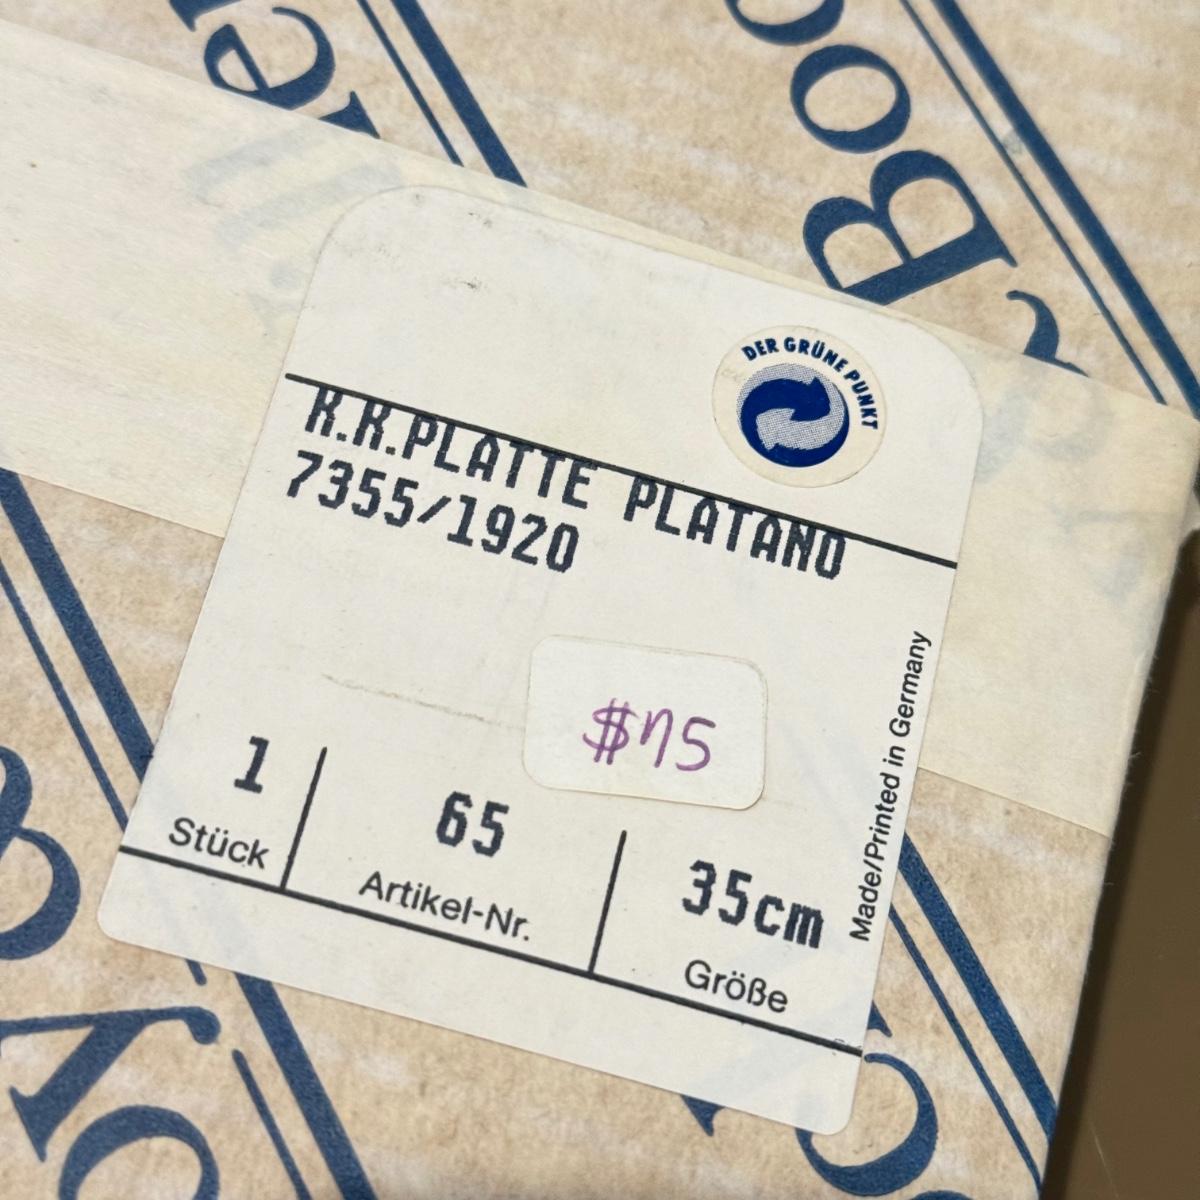 DER GRÜNE PUNKT
K.K.PLATTE PLATANO
7355/1920
$75
1
Stück
65
Artikel-Nr.
35cm
Größe
Made/Printed in Germany